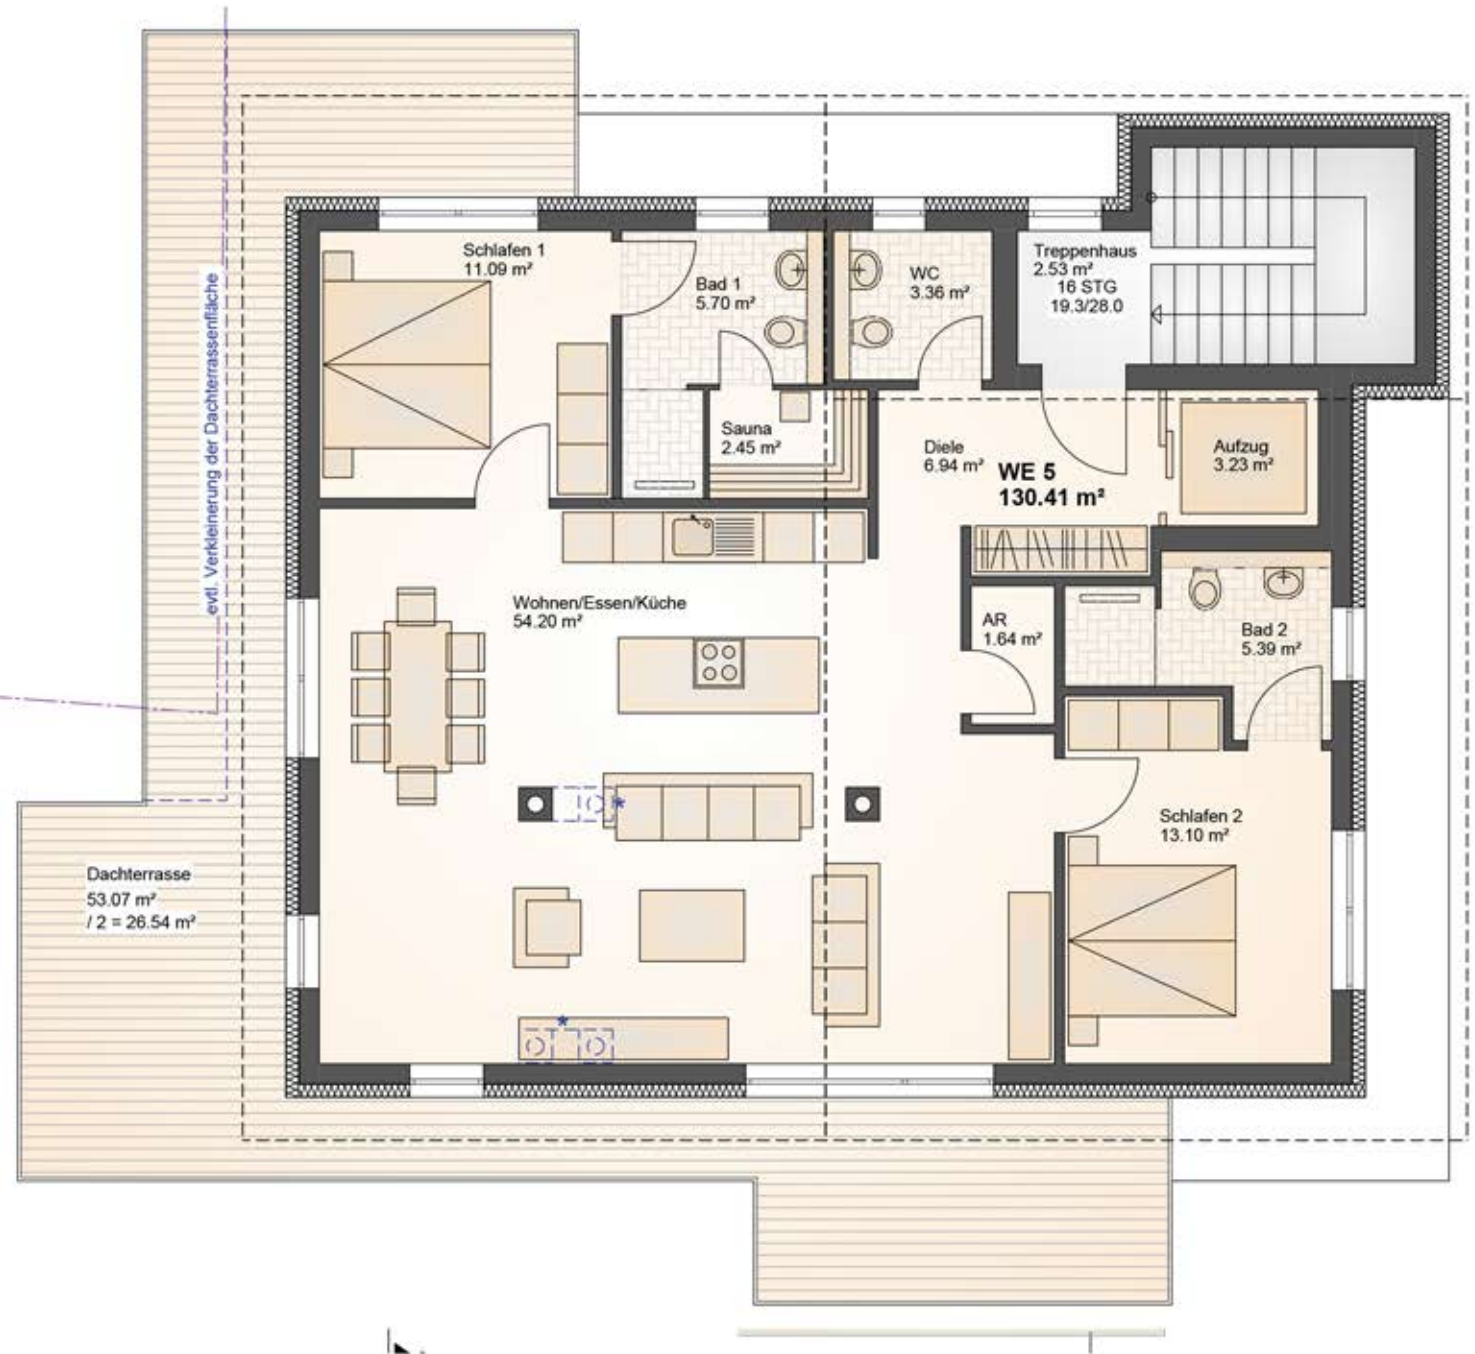 Schlafen 1
11.09 m²
Bad 1
5.70 m²
WC
3.36 m²
Treppenhaus
2.53 m²
16 STG
19.3/28.0
evtl. Verkleinerung der Dachterrassenfläche
Sauna
2.45 m²
Diele
6.94 m²
WE 5
130.41 m²
Aufzug
3.23 m²
Wohnen/Essen/Küche
54.20 m²
AR
1.64 m²
Bad 2
5.39 m²
*
Schlafen 2
13.10 m²
Dachterrasse
53.07 m²
/ 2 = 26.54 m²
*